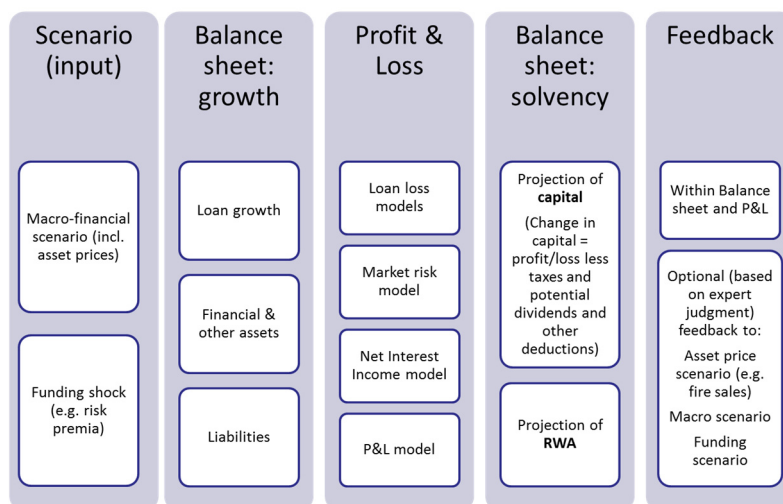 Scenario
(input)
Macro-financial
scenario (incl.
asset prices)
Funding shock
(e.g. risk
premia)
Balance
sheet:
growth
Loan growth
Financial &
other assets
Liabilities
Profit &
Loss
Loan loss
models
Market risk
model
Net Interest
Income model
P&L model
Balance
sheet:
solvency
Projection of
capital
(Change in
capital =
profit/loss less
taxes and
potential
dividends and
other
deductions)
Projection of
RWA
Feedback
Within Balance
sheet and P&L
Optional (based
on expert
judgment)
feedback to:
Asset price
scenario (e.g.
fire sales)
Macro scenario
Funding
scenario